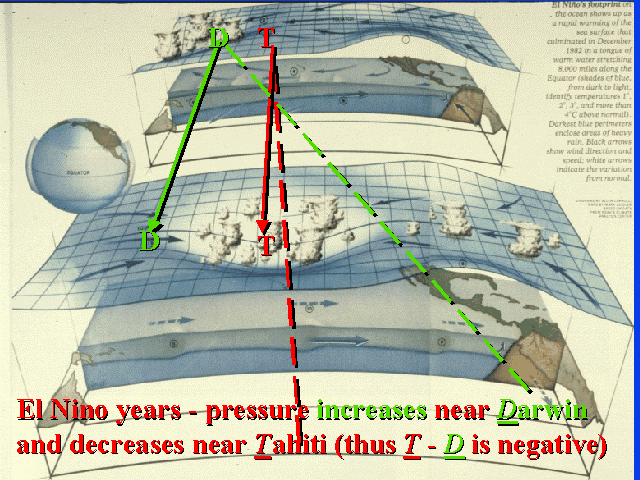 El Niño's footprint on
the ocean shows up as
a rapid warming of the
sea surface that
culminated in December
1982 in a tongue of
warm water stretching
8,000 miles along the
Equator (shades of blue,
from dark to light,
identify temperatures 1°,
2°, 3°, and more than
4°C above normal).
Darkest blue perimeters
enclose areas of heavy
rain. Black arrows
show wind direction and
speed; white arrows
indicate the variation
from normal.
D T
EQUATOR
D T
El Nino years - pressure increases near Darwin
and decreases near Tahiti (thus T - D is negative)